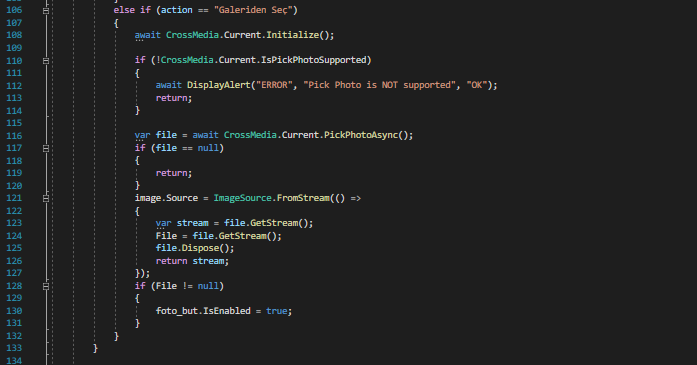 106 else if (action == "Galeriden Seç")
107 {
108 await CrossMedia.Current.Initialize();
109
110 if (!CrossMedia.Current.IsPickPhotoSupported)
111 {
112 await DisplayAlert("ERROR", "Pick Photo is NOT supported", "OK");
113 return;
114 }
115
116 var file = await CrossMedia.Current.PickPhotoAsync();
117 if (file == null)
118 {
119 return;
120 }
121 image.Source = ImageSource.FromStream(() =>
122 {
123 var stream = file.GetStream();
124 File = file.GetStream();
125 file.Dispose();
126 return stream;
127 });
128 if (File != null)
129 {
130 foto_but.IsEnabled = true;
131 }
132 }
133 }
134